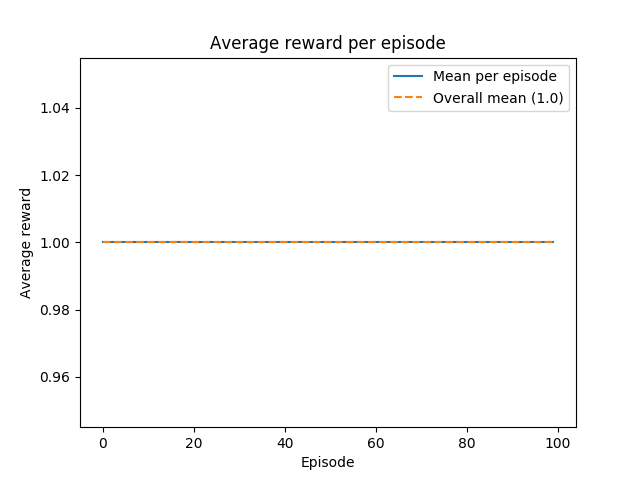 Average reward per episode
Mean per episode
Overall mean (1.0)
1.04
1.02
1.00
0.98
0.96
Average reward
0 20 40 60 80 100
Episode